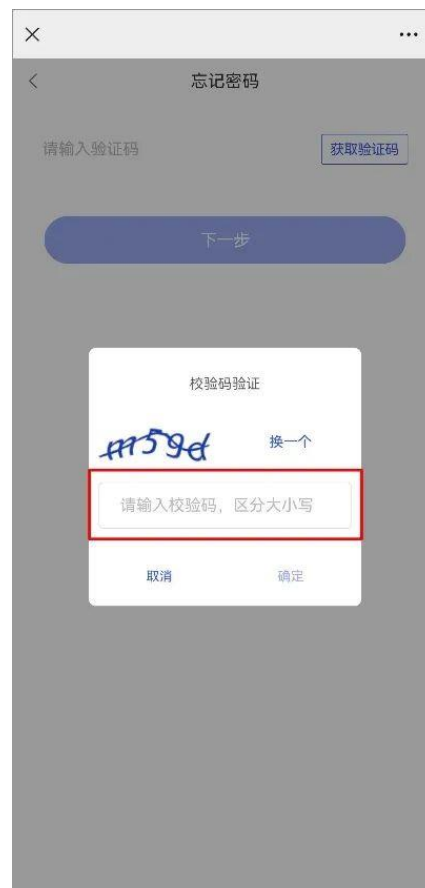 忘记密码
请输入验证码 获取验证码
下一步
校验码验证
m59d 换一个
请输入校验码，区分大小写
取消 确定